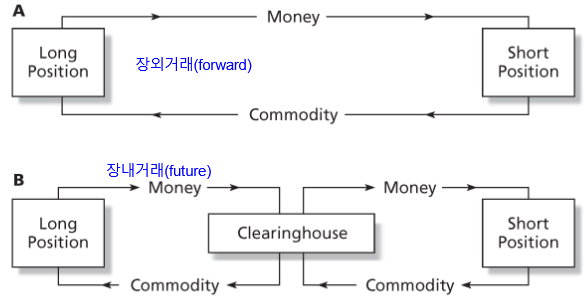 A
Money
Long
Position
장외거래(forward)
Short
Position
Commodity
장내거래(future)
B
Money
Money
Long
Position
Clearinghouse
Short
Position
Commodity
Commodity